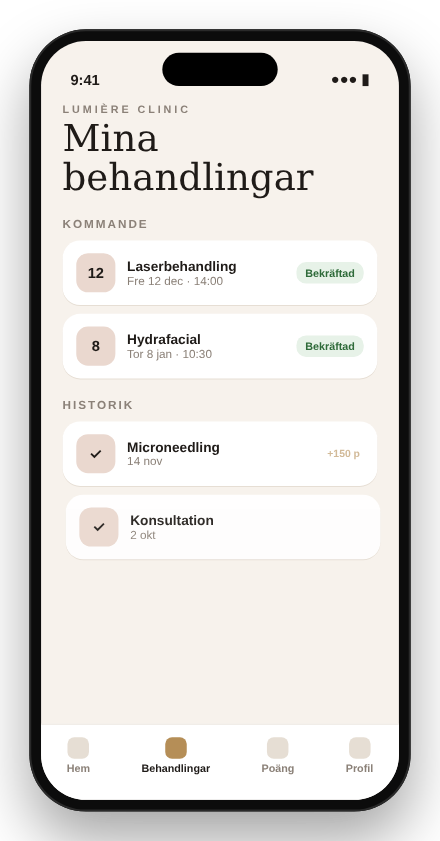 9:41
LUMIÈRE CLINIC
Mina
behandlingar
KOMMANDE
12
Laserbehandling
Fre 12 dec · 14:00
Bekräftad
8
Hydrafacial
Tor 8 jan · 10:30
Bekräftad
HISTORIK
Microneedling
14 nov
+150 p
Konsultation
2 okt
Hem
Behandlingar
Poäng
Profil